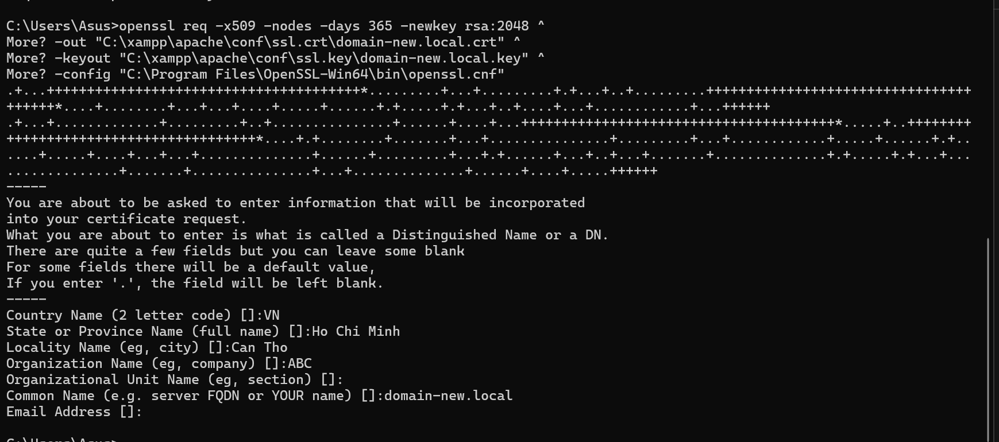 C:\Users\Asus>openssl req -x509 -nodes -days 365 -newkey rsa:2048 ^
More? -out "C:\xampp\apache\conf\ssl.crt\domain-new.local.crt" ^
More? -keyout "C:\xampp\apache\conf\ssl.key\domain-new.local.key" ^
More? -config "C:\Program Files\OpenSSL-Win64\bin\openssl.cnf"
.+...+++++++++++++++++++++++++++++++++++++++*.........+...+.........+.+...+..+.........+++++++++++++++++++++++++++++++++
++++++*....+........+...+...+....+.....+......+.+.....+.+...+..+....+...+............+...++++++
.+...+.............+.........+..+...............+......+....+...+++++++++++++++++++++++++++++++++++++++*.....+..++++++++
+++++++++++++++++++++++++++++++*....+.+........+.......+...+...............+.........+...+............+.....+......+.+..
....+.....+....+...+...+..............+......+.........+...+.+......+...+..+...+.......+..............+.+.....+.+...+...
..............+.......+...............+...+..............+......+....+.....++++++
-----
You are about to be asked to enter information that will be incorporated
into your certificate request.
What you are about to enter is what is called a Distinguished Name or a DN.
There are quite a few fields but you can leave some blank
For some fields there will be a default value,
If you enter '.', the field will be left blank.
-----
Country Name (2 letter code) []:VN
State or Province Name (full name) []:Ho Chi Minh
Locality Name (eg, city) []:Can Tho
Organization Name (eg, company) []:ABC
Organizational Unit Name (eg, section) []:
Common Name (e.g. server FQDN or YOUR name) []:domain-new.local
Email Address []:
C:\Users\Asus>